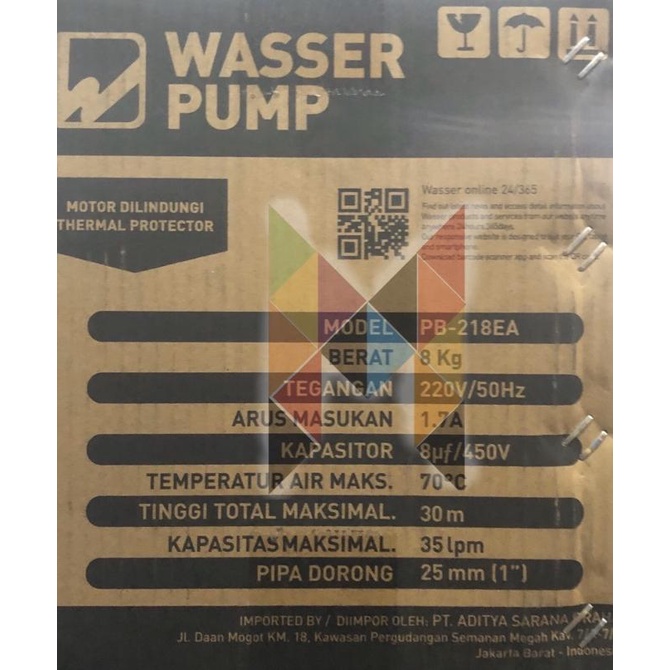 WASSER
PUMP
MOTOR DILINDUNGI
THERMAL PROTECTOR
Wasser online 24/365
MODEL PB-218EA
BERAT 8 Kg
TEGANGAN 220V/50Hz
ARUS MASUKAN 1.7A
KAPASITOR 8µf/450V
TEMPERATUR AIR MAKS. 70°C
TINGGI TOTAL MAKSIMAL. 30 m
KAPASITAS MAKSIMAL. 35 lpm
PIPA DORONG 25 mm (1")
IMPORTED BY / DIIMPOR OLEH: PT. ADITYA SARANA
Jl. Daan Mogot KM. 18, Kawasan Pergudangan Semanan Megah Kav.
Jakarta Barat -